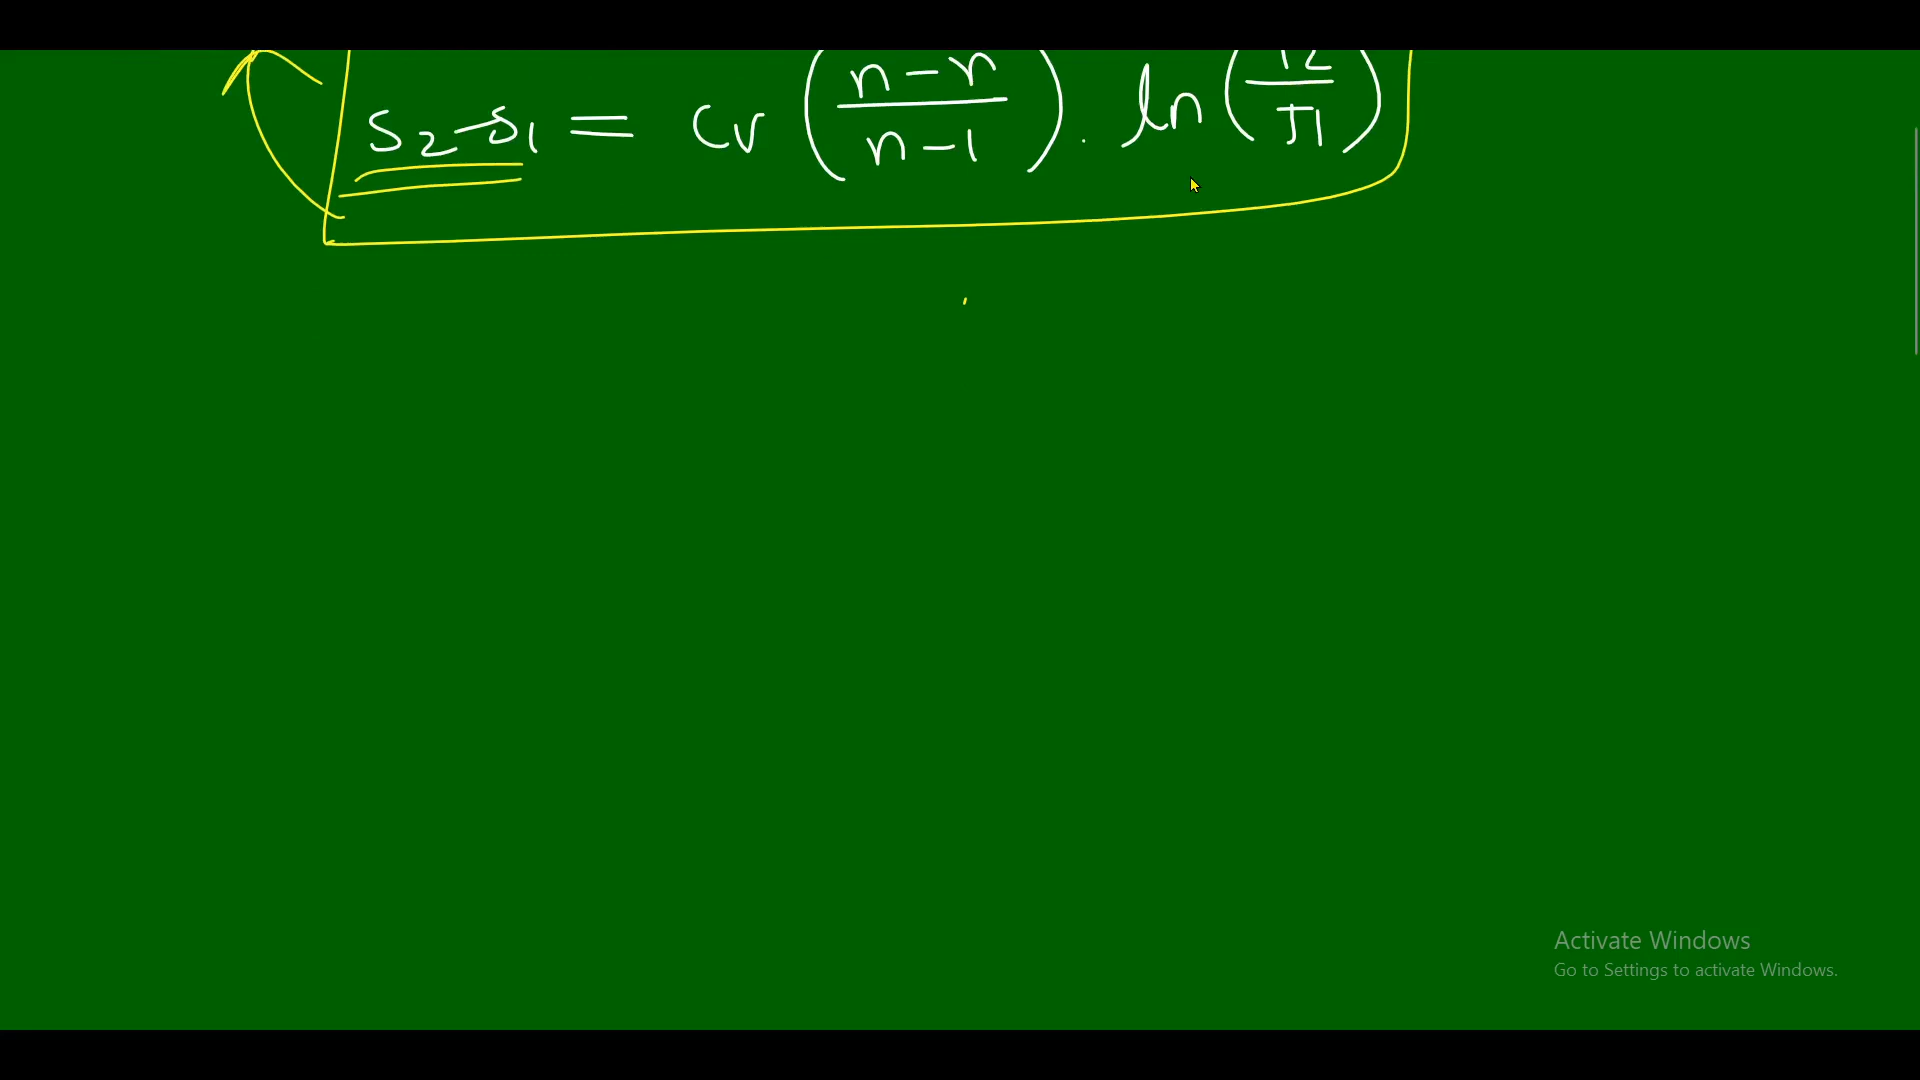 S2-S1 = Cv (n-r/n-1) . ln(T2/T1)
Activate Windows
Go to Settings to activate Windows.